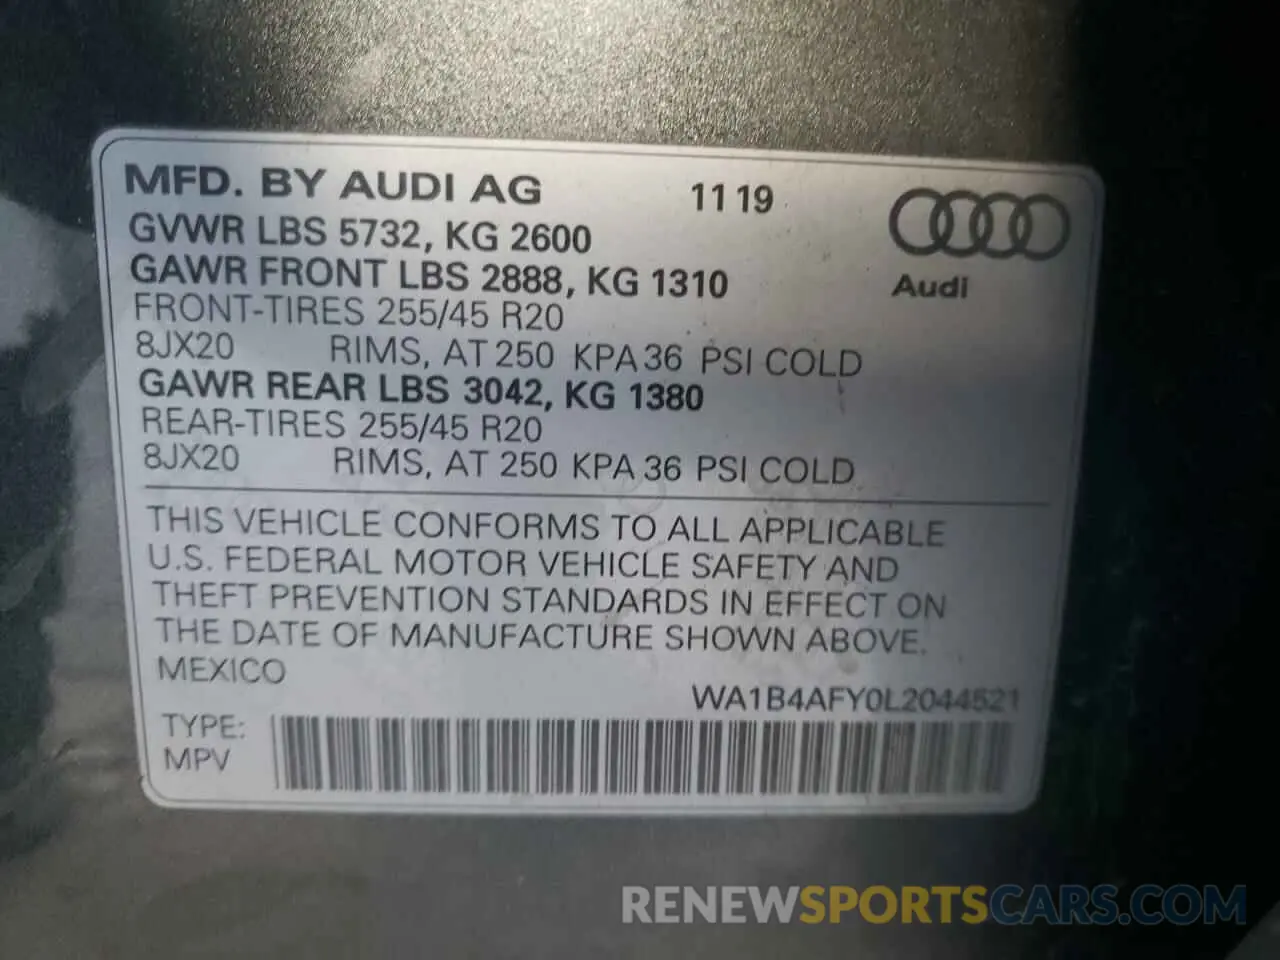 MFD. BY AUDI AG 11 19
GVWR LBS 5732, KG 2600
GAWR FRONT LBS 2888, KG 1310
Audi
FRONT-TIRES 255/45 R20
8JX20 RIMS, AT 250 KPA 36 PSI COLD
GAWR REAR LBS 3042, KG 1380
REAR-TIRES 255/45 R20
8JX20 RIMS, AT 250 KPA 36 PSI COLD
THIS VEHICLE CONFORMS TO ALL APPLICABLE
U.S. FEDERAL MOTOR VEHICLE SAFETY AND
THEFT PREVENTION STANDARDS IN EFFECT ON
THE DATE OF MANUFACTURE SHOWN ABOVE.
MEXICO
WA1B4AFY0L2044521
TYPE:
MPV
RENEWSPORTSCARS.COM